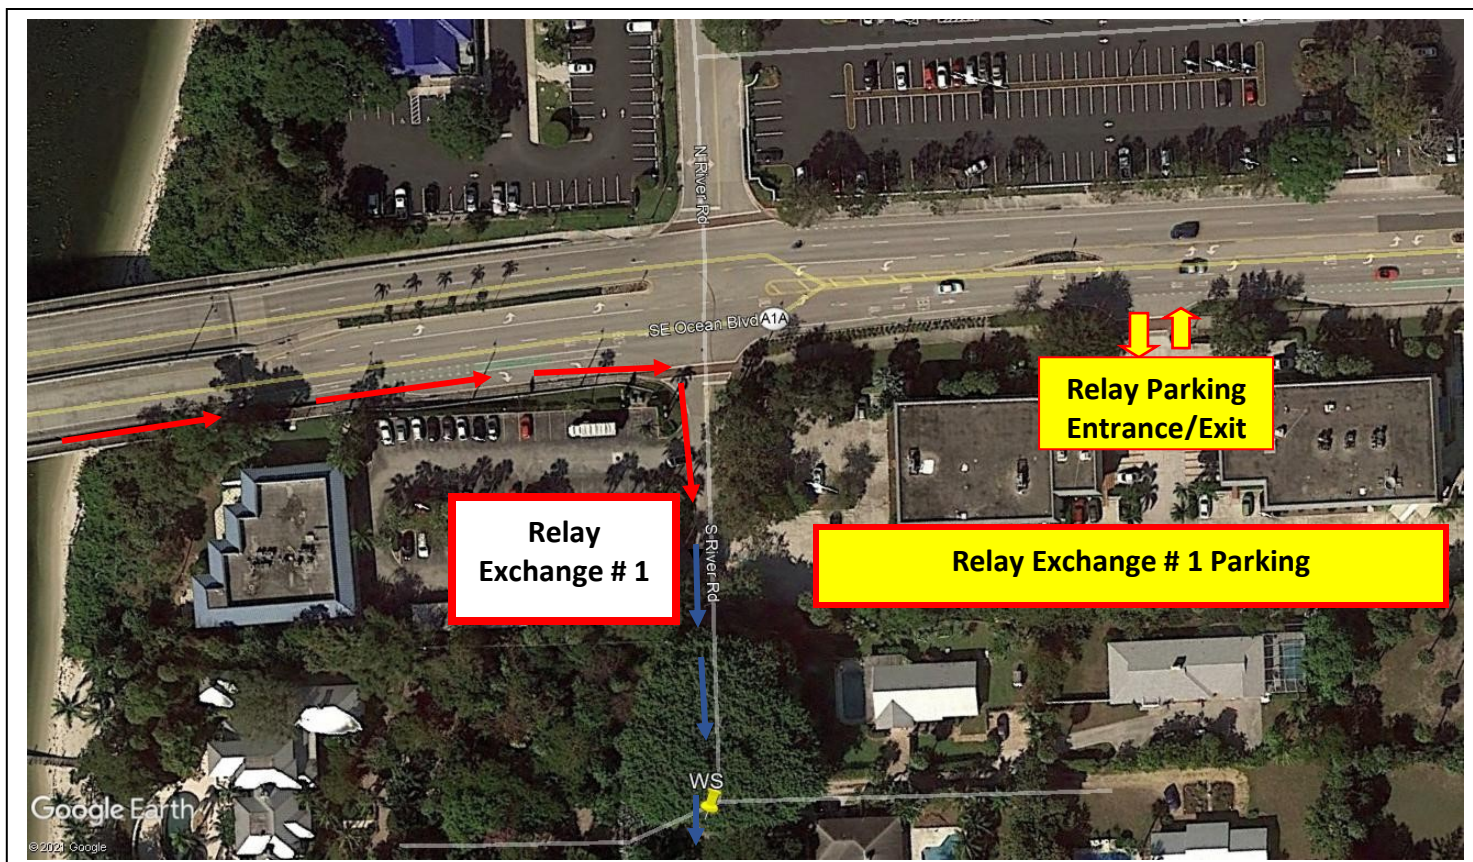 N River Rd
SE Ocean Blvd
A1A
Relay Parking
Entrance/Exit
Relay
Exchange # 1
S River Rd
Relay Exchange # 1 Parking
WS
Google Earth
© 2021 Google